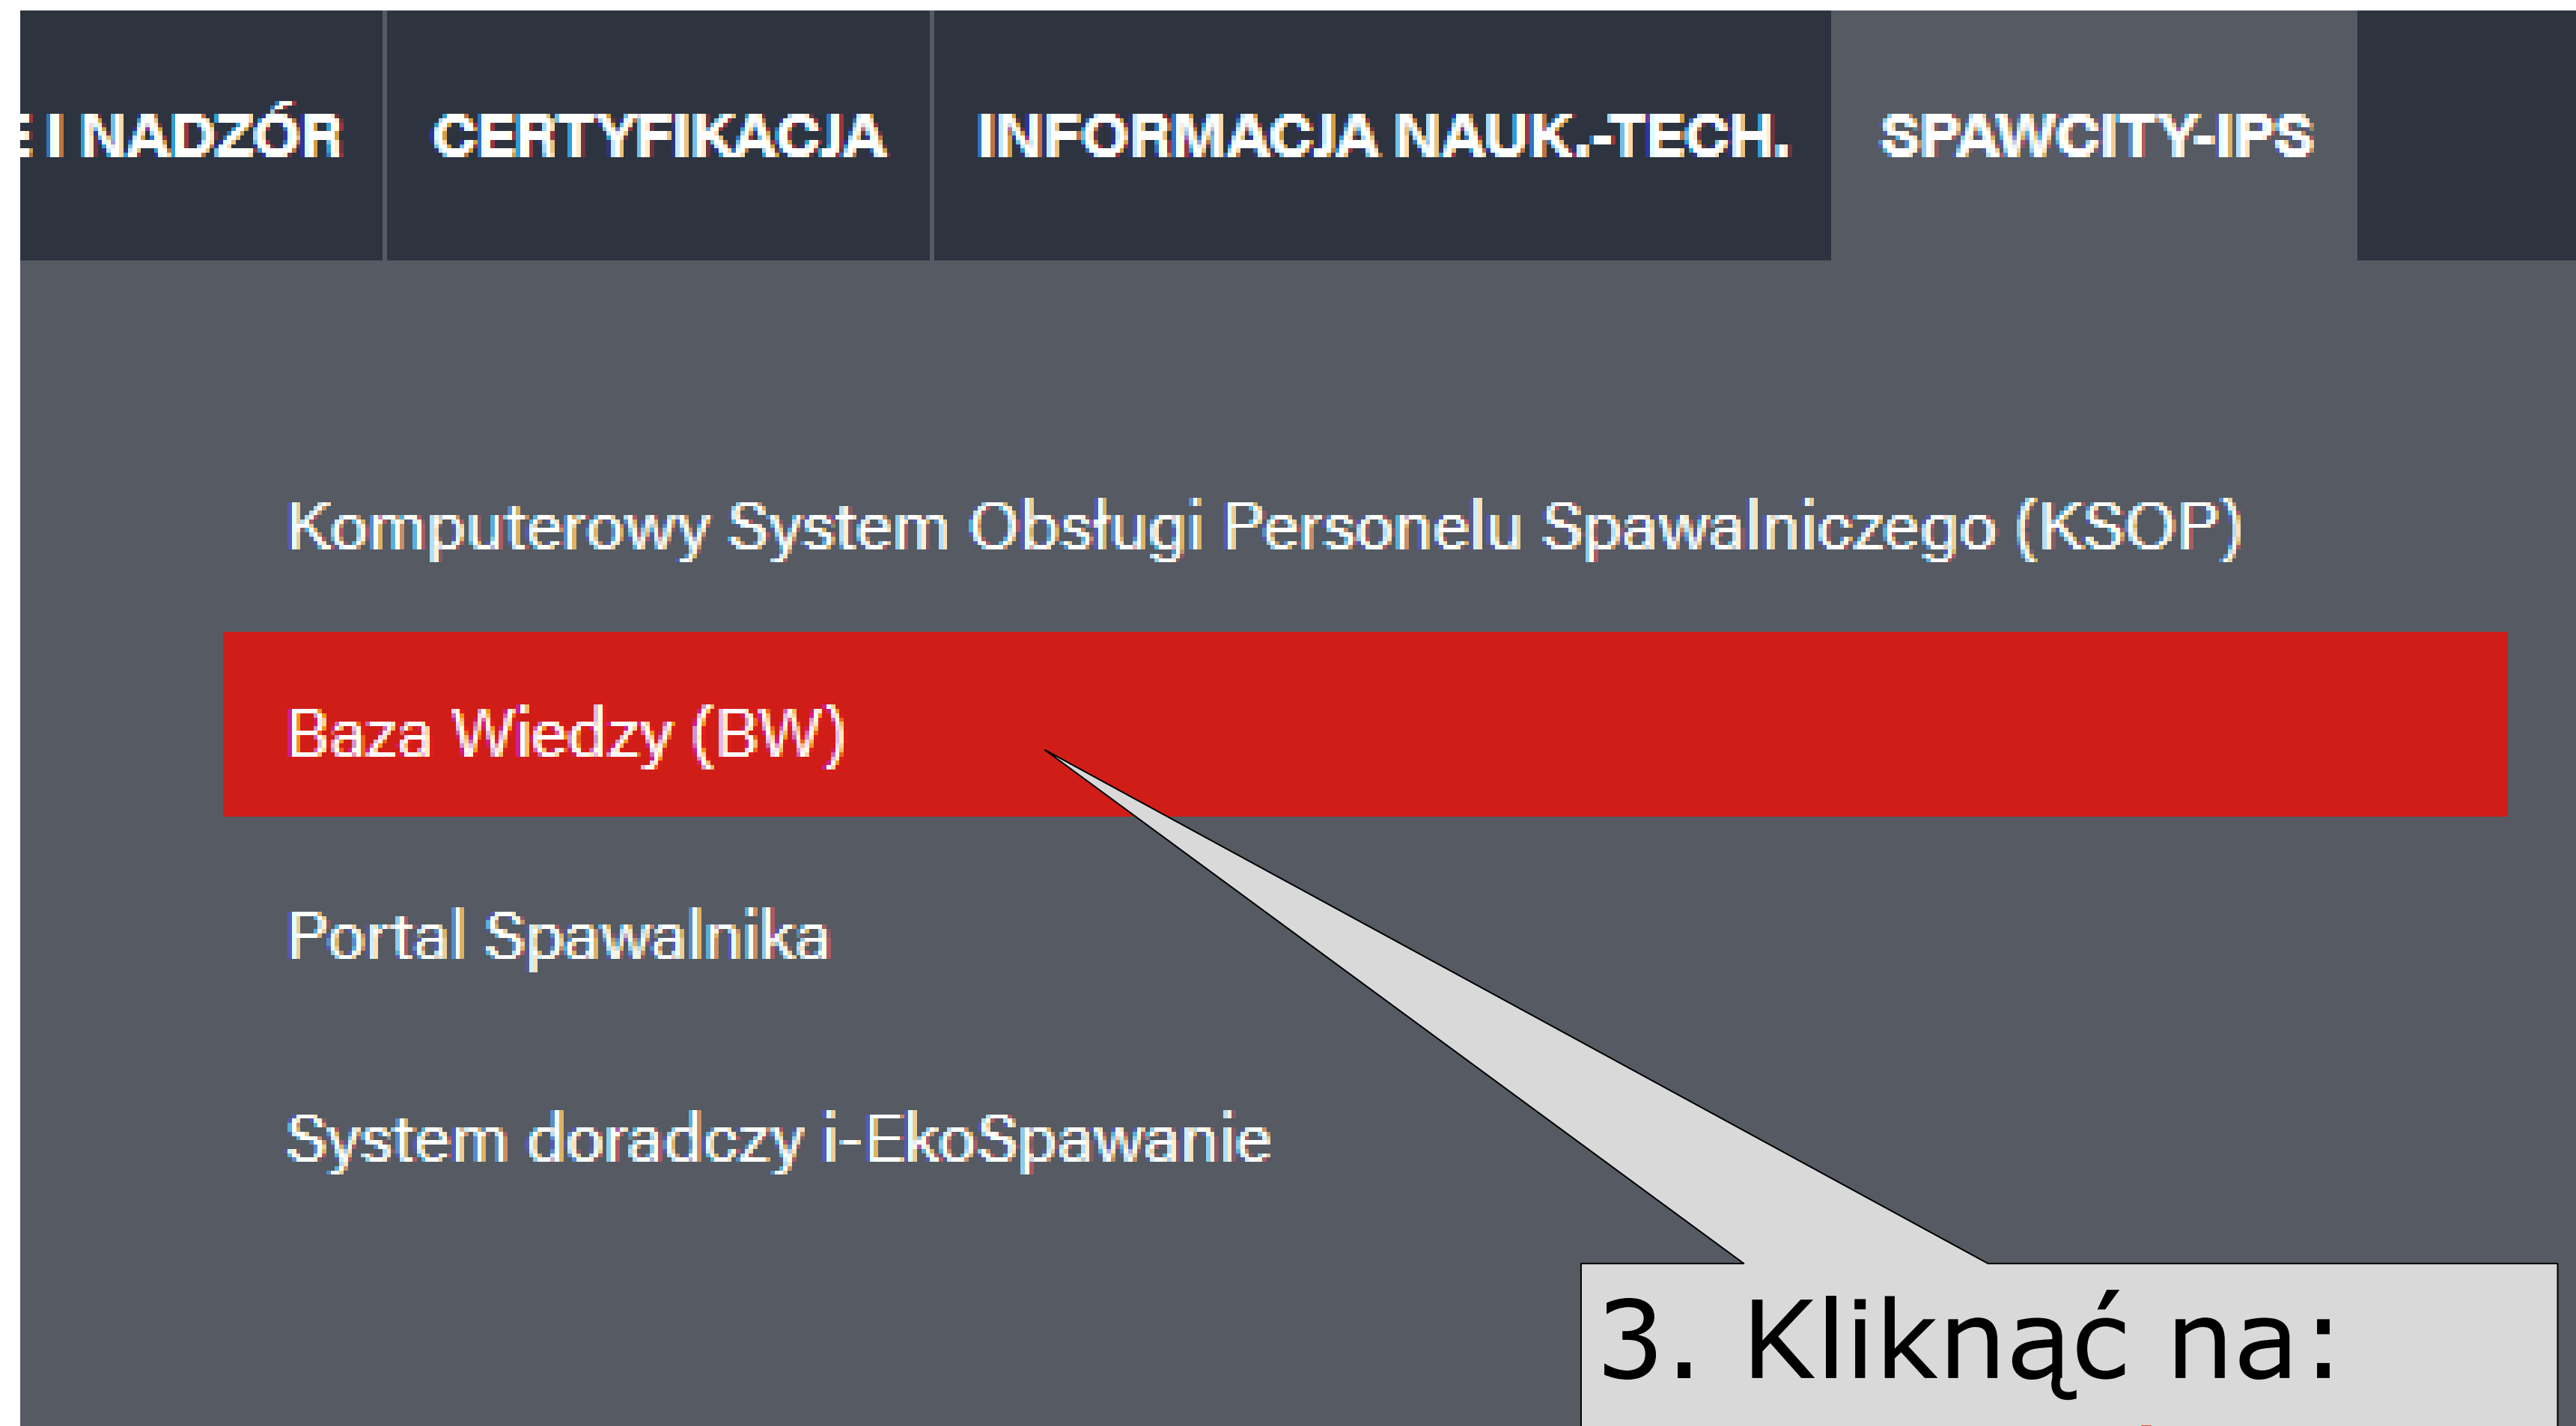 I NADZÓR CERTYFIKACJA INFORMACJA NAUK.-TECH. SPAWCITY-IPS
Komputerowy System Obsługi Personelu Spawalniczego (KSOP)
Baza Wiedzy (BW)
Portal Spawalnika
System doradczy i-EkoSpawanie
3. Kliknąć na: